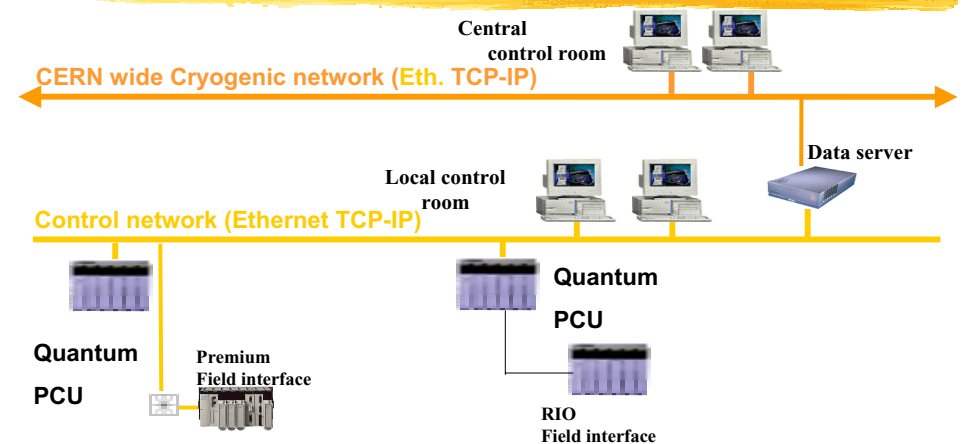 Central
control room
CERN wide Cryogenic network (Eth. TCP-IP)
Data server
Local control
room
Control network (Ethernet TCP-IP)
Quantum
PCU
Quantum
PCU
Premium
Field interface
RIO
Field interface